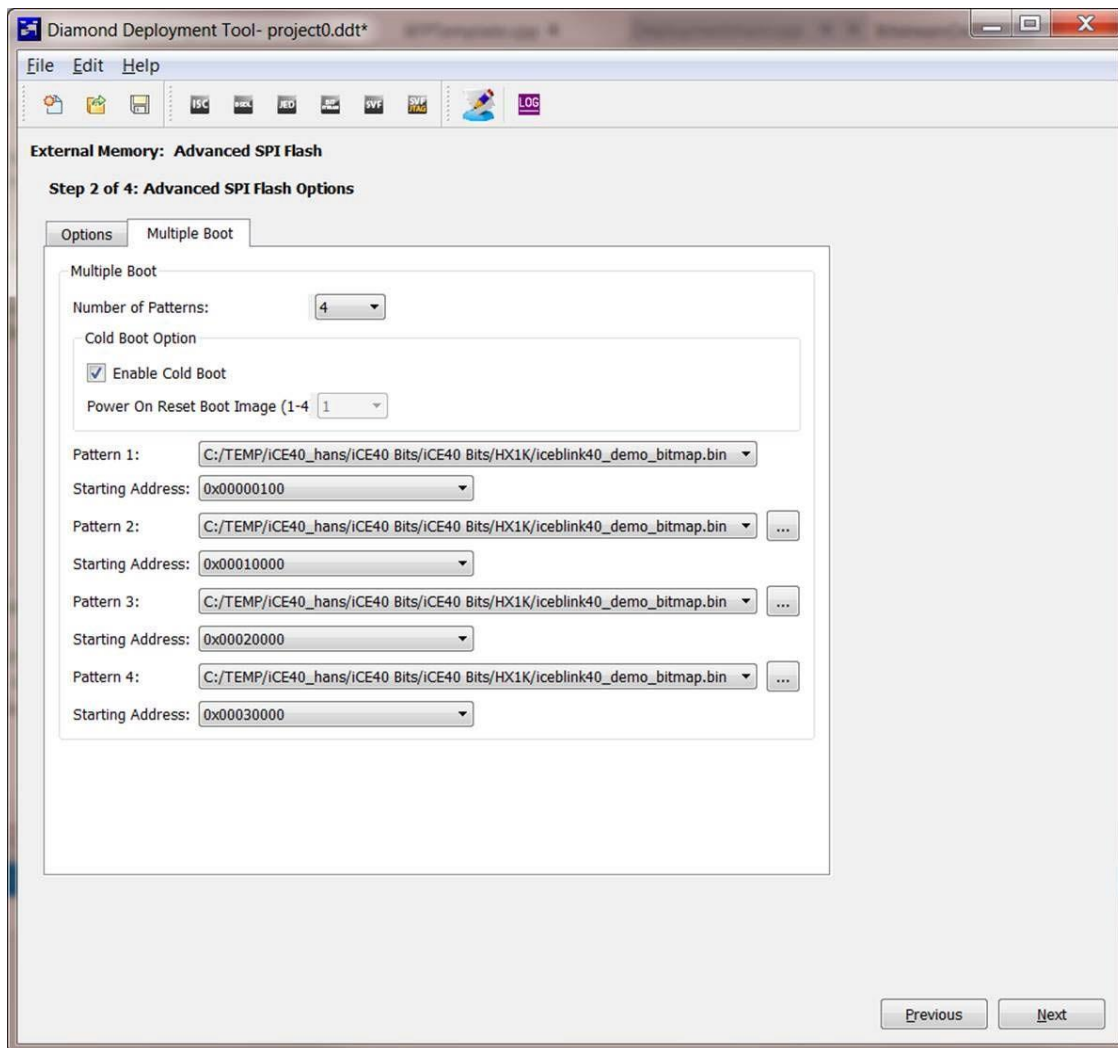 Diamond Deployment Tool- project0.ddt*
File Edit Help
ISC BSDL JED BIT SVF SVF JTAG LOG
External Memory: Advanced SPI Flash
Step 2 of 4: Advanced SPI Flash Options
Options Multiple Boot
Multiple Boot
Number of Patterns: 4
Cold Boot Option
Enable Cold Boot
Power On Reset Boot Image (1-4 1
Pattern 1: C:/TEMP/iCE40_hans/iCE40 Bits/iCE40 Bits/HX1K/iceblink40_demo_bitmap.bin
Starting Address: 0x00000100
Pattern 2: C:/TEMP/iCE40_hans/iCE40 Bits/iCE40 Bits/HX1K/iceblink40_demo_bitmap.bin ...
Starting Address: 0x00010000
Pattern 3: C:/TEMP/iCE40_hans/iCE40 Bits/iCE40 Bits/HX1K/iceblink40_demo_bitmap.bin ...
Starting Address: 0x00020000
Pattern 4: C:/TEMP/iCE40_hans/iCE40 Bits/iCE40 Bits/HX1K/iceblink40_demo_bitmap.bin ...
Starting Address: 0x00030000
Previous Next